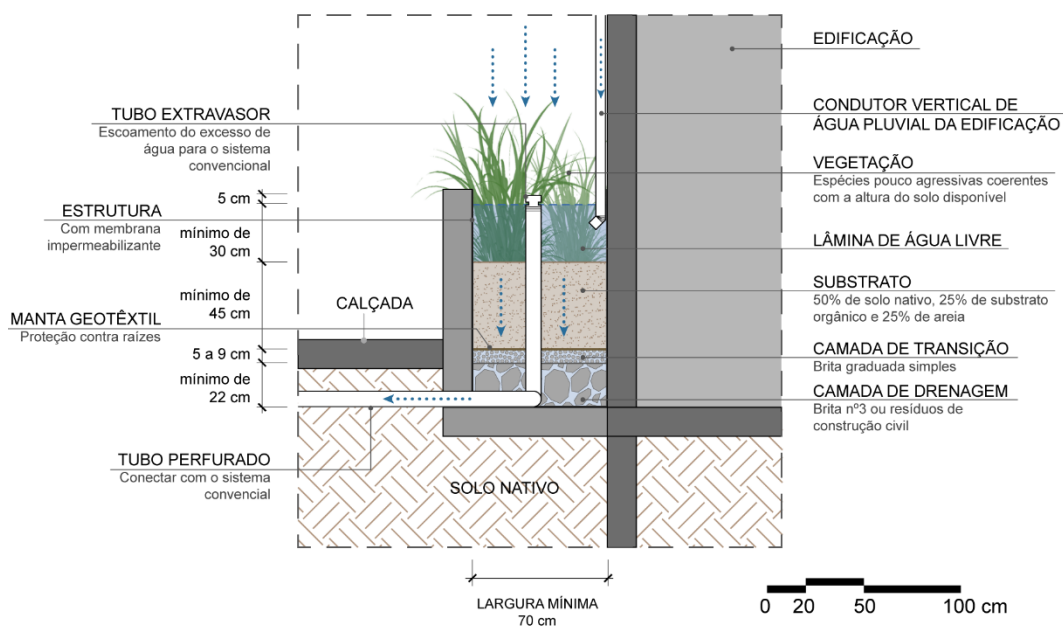 TUBO EXTRAVASOR
Escoamento do excesso de
água para o sistema
convencional
5 cm
ESTRUTURA
Com membrana
impermeabilizante
mínimo de
30 cm
mínimo de
45 cm
CALÇADA
MANTA GEOTÊXTIL
Proteção contra raízes
5 a 9 cm
mínimo de
22 cm
TUBO PERFURADO
Conectar com o sistema
convencial
SOLO NATIVO
LARGURA MÍNIMA
70 cm
EDIFICAÇÃO
CONDUTOR VERTICAL DE
ÁGUA PLUVIAL DA EDIFICAÇÃO
VEGETAÇÃO
Espécies pouco agressivas coerentes
com a altura do solo disponível
LÂMINA DE ÁGUA LIVRE
SUBSTRATO
50% de solo nativo, 25% de substrato
orgânico e 25% de areia
CAMADA DE TRANSIÇÃO
Brita graduada simples
CAMADA DE DRENAGEM
Brita nº3 ou resíduos de
construção civil
0 20 50 100 cm